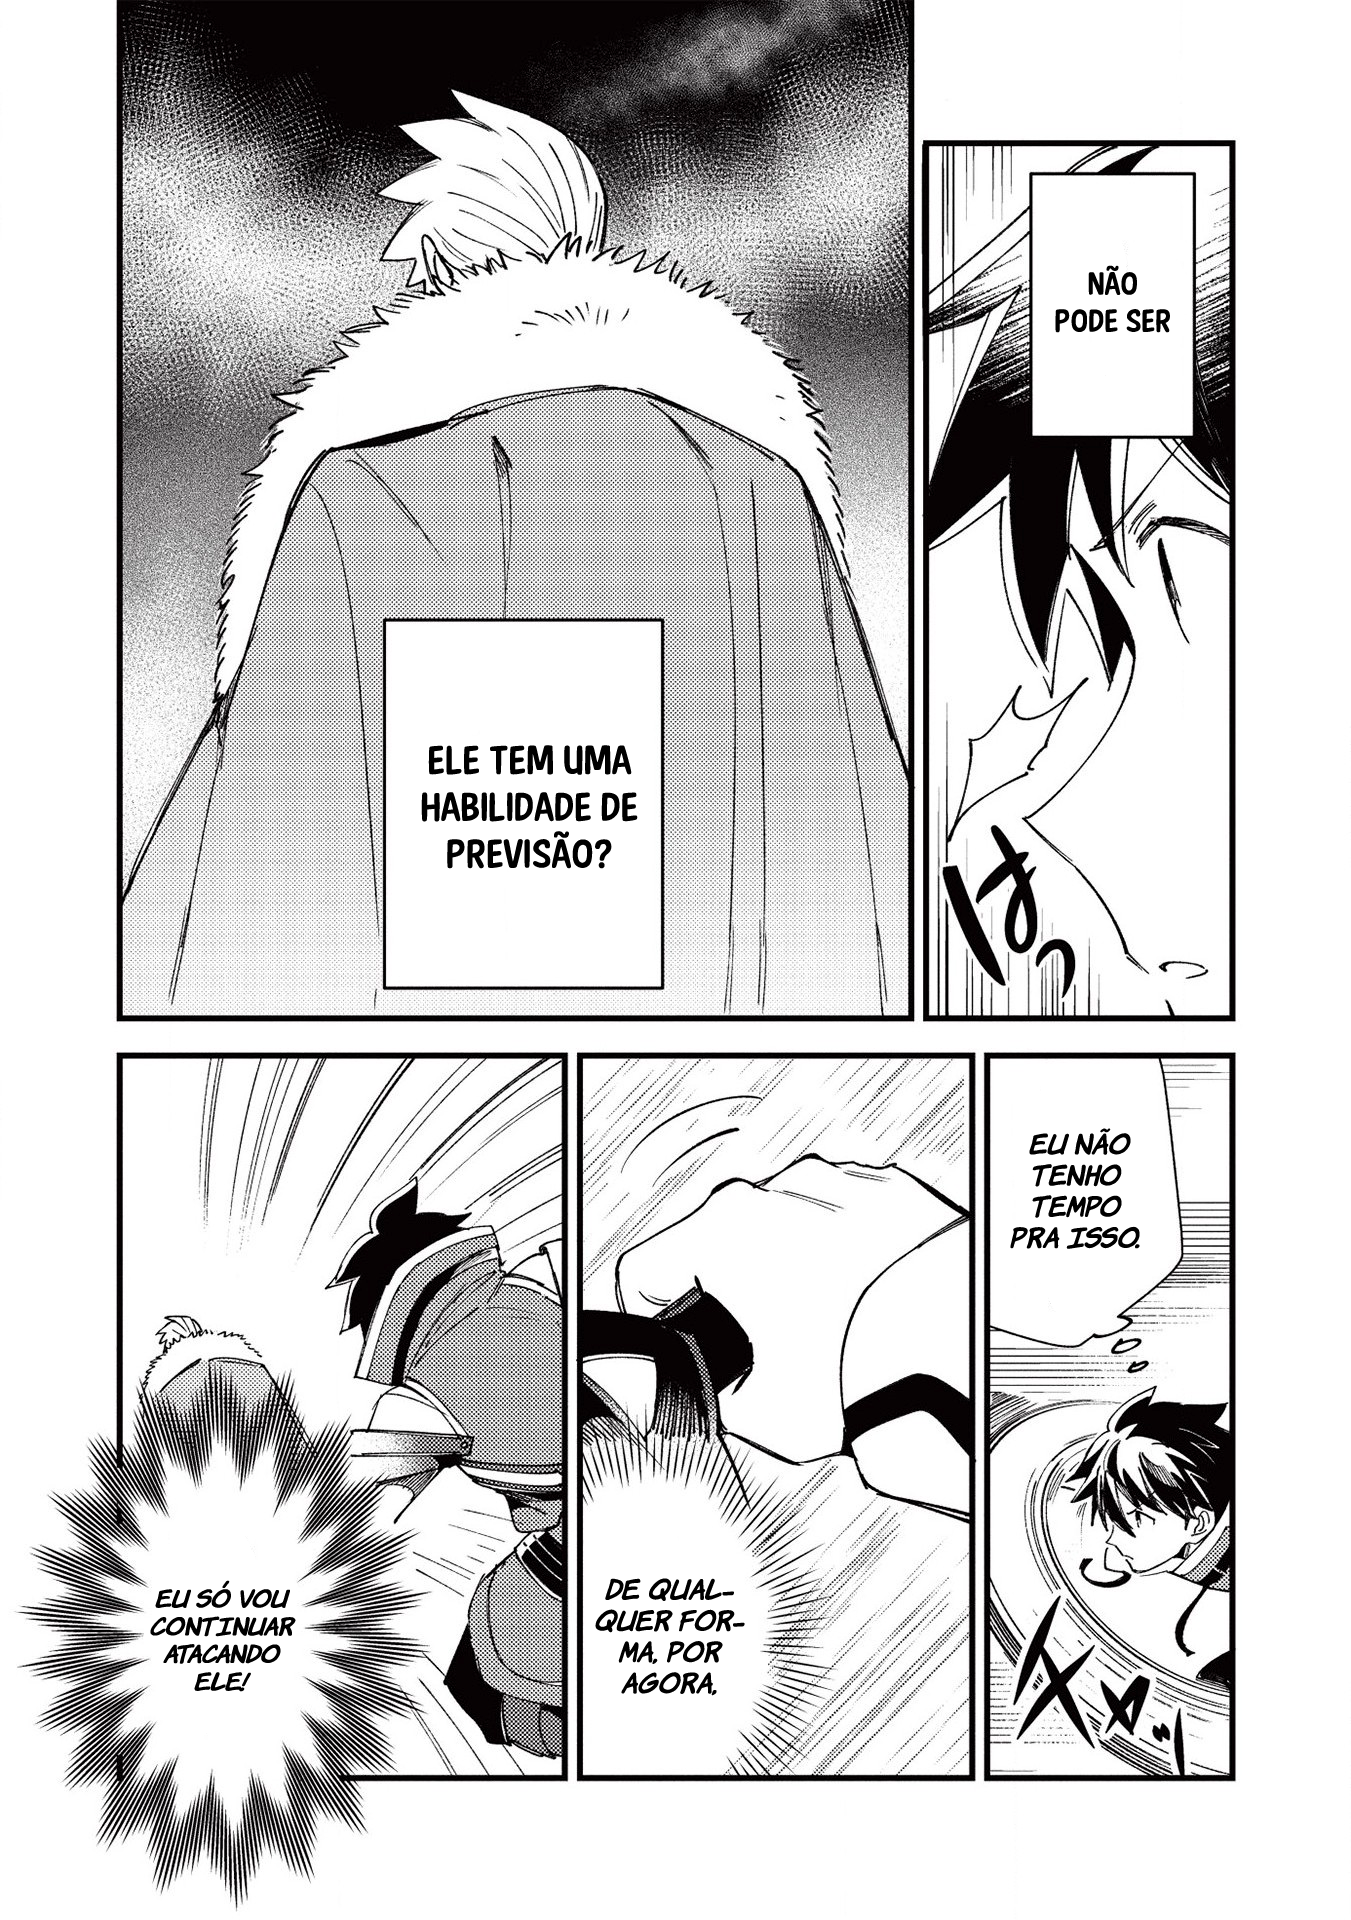 NÃO
PODE SER
はっ
ELE TEM UMA
HABILIDADE DE
PREVISÃO?
EU NÃO
TENHO
TEMPO
PRA ISSO.
DE QUAL-
QUER FOR-
MA, POR
AGORA,
EU SÓ VOU
CONTINUAR
ATACANDO
ELE!